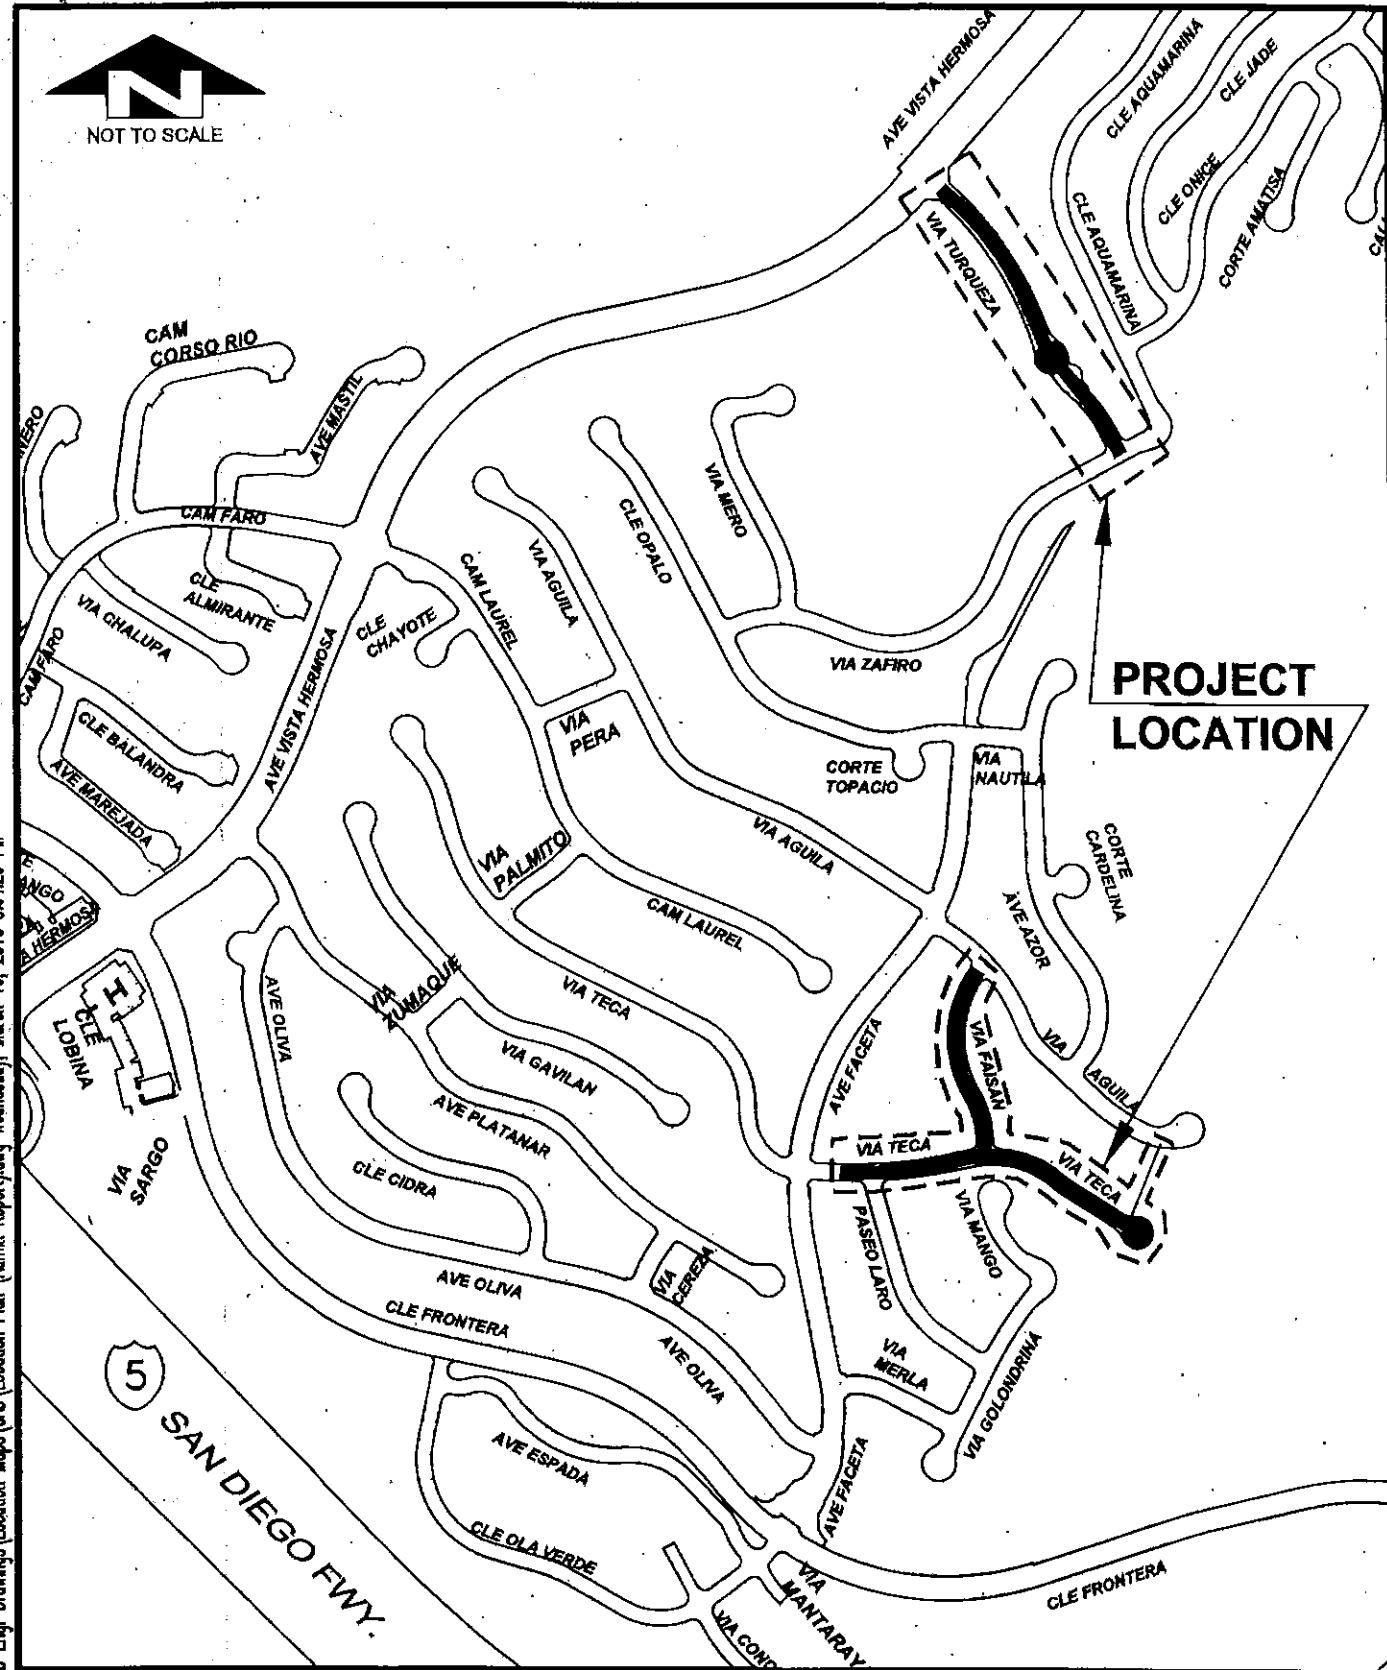 N
NOT TO SCALE
AVE VISTA HERMOSA
CLE AQUAMARINA
CLE JADE
CLE ONICE
CORTE AMATISA
CLE AQUAMARINA
VIA TURQUEZA
CAM
CORSO RIO
AVE MASTIL
CAM FARO
CLE
ALMIRANTE
VIA CHALUPA
CAM FARO
CLE BALANDRA
AVE MAREJADA
AVE VISTA HERMOSA
CLE
CHAYOTE
CAM LAUREL
VIA AGUILA
CLE OPALO
VIA MERO
VIA ZAFIRO
PROJECT
LOCATION
VIA
PERA
CORTE
TOPACIO
VIA
NAUTILA
VIA AGUILA
CORTE
CARDELINA
AVE AZOR
VIA
PALMITO
CAM LAUREL
VIA TECA
VIA
ZUMAQUE
AVE OLIVA
VIA GAVILAN
AVE PLATANAR
CLE CIDRA
AVE FACETA
VIA FAISAN
VIA
AGUILA
VIA TECA
VIA TECA
VIA MANGO
PASEO LARO
VIA
MERLA
VIA GOLONDRINA
H
CLE
LOBINA
VIA
SARGO
VIA
CEREZA
AVE OLIVA
CLE FRONTERA
AVE OLIVA
5
SAN DIEGO FWY.
AVE ESPADA
CLE OLA VERDE
AVE FACETA
VIA
MANTARAY
CLE FRONTERA